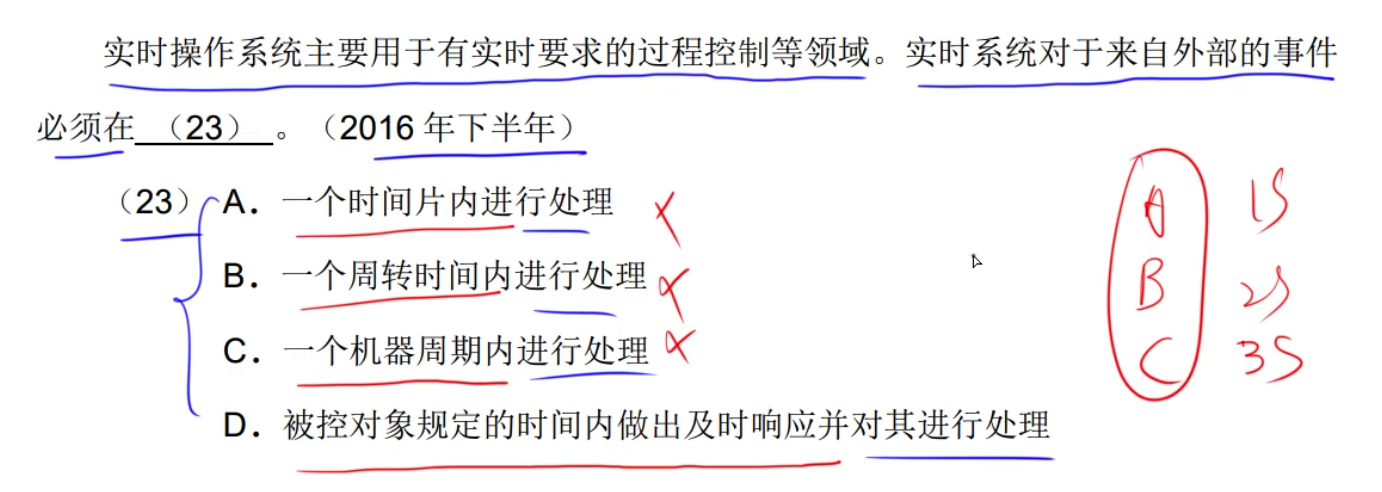 实时操作系统主要用于有实时要求的过程控制等领域。实时系统对于来自外部的事件
必须在 （23） 。（2016 年下半年）
（23） A．一个时间片内进行处理
B．一个周转时间内进行处理
C．一个机器周期内进行处理
D．被控对象规定的时间内做出及时响应并对其进行处理
A 1S
B 2S
C 3S